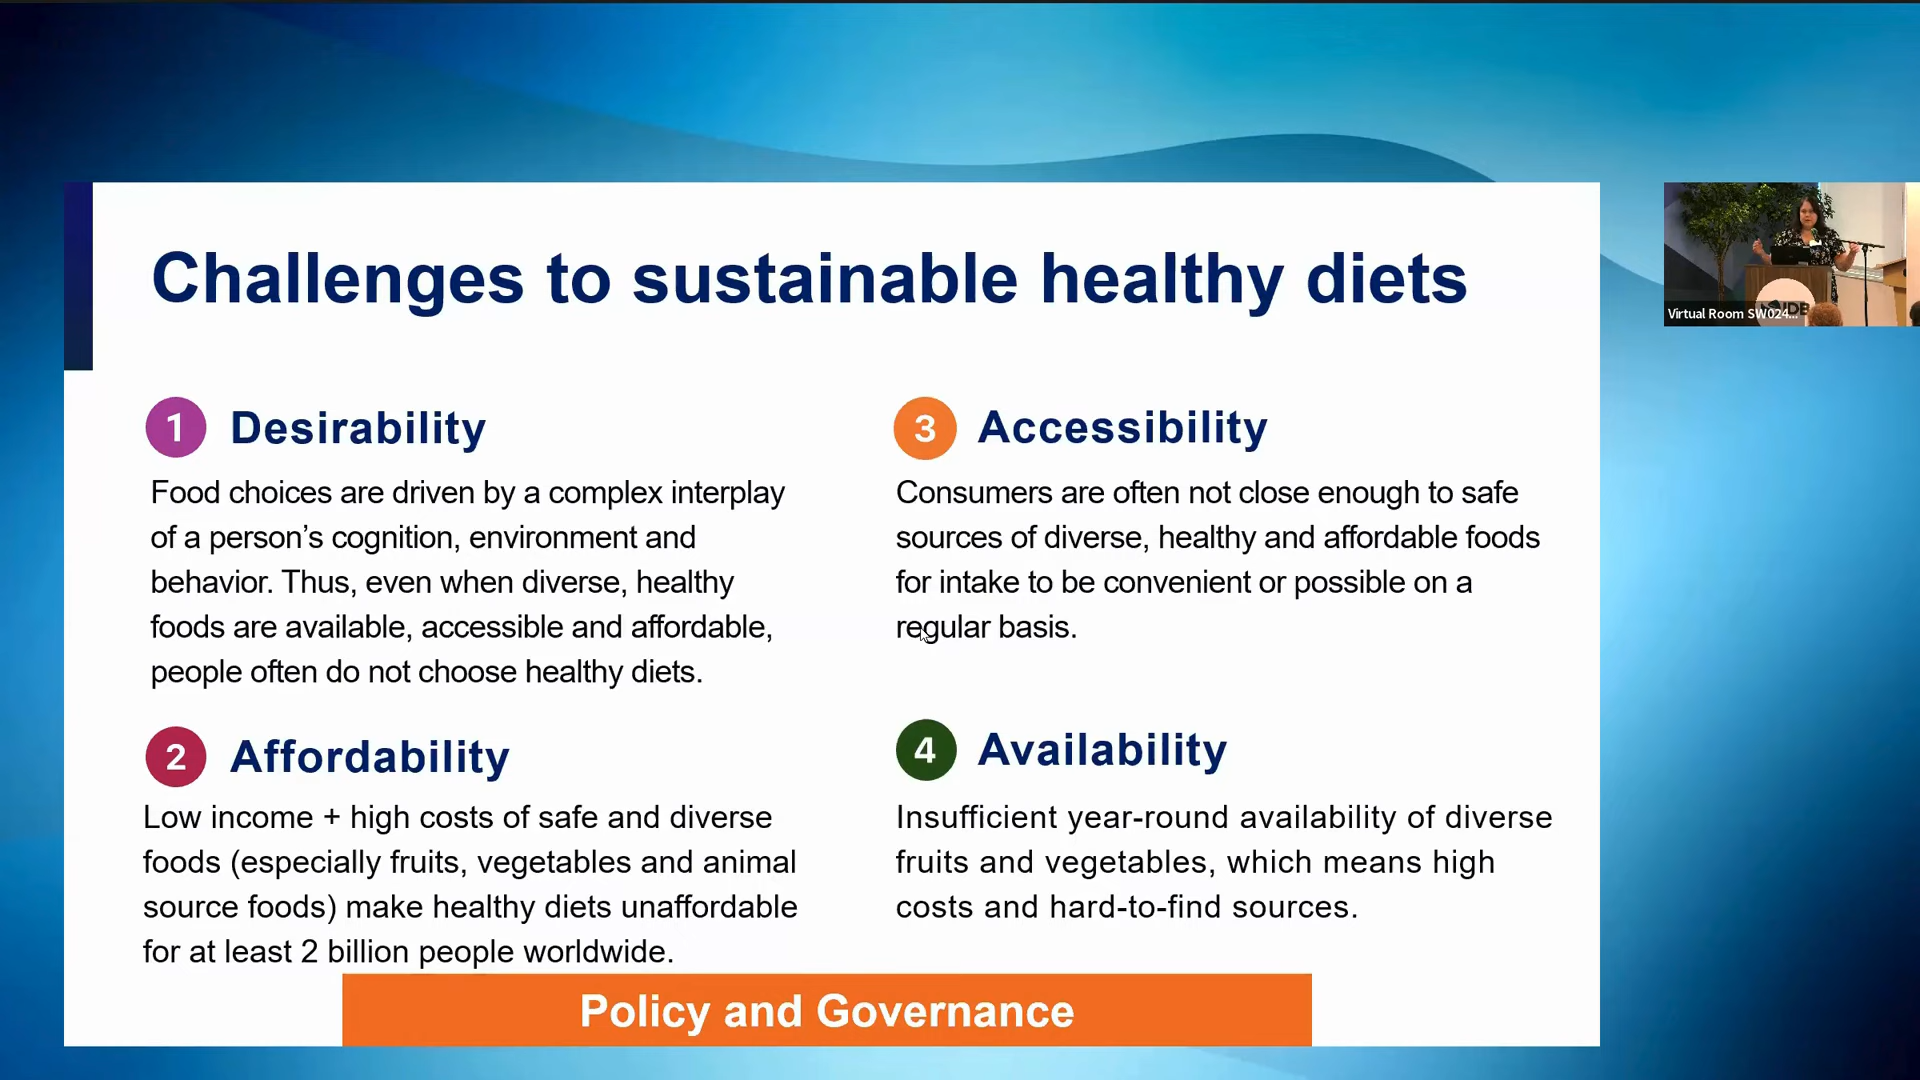 Challenges to sustainable healthy diets
1 Desirability
Food choices are driven by a complex interplay
of a person’s cognition, environment and
behavior. Thus, even when diverse, healthy
foods are available, accessible and affordable,
people often do not choose healthy diets.
2 Affordability
Low income + high costs of safe and diverse
foods (especially fruits, vegetables and animal
source foods) make healthy diets unaffordable
for at least 2 billion people worldwide.
3 Accessibility
Consumers are often not close enough to safe
sources of diverse, healthy and affordable foods
for intake to be convenient or possible on a
regular basis.
4 Availability
Insufficient year-round availability of diverse
fruits and vegetables, which means high
costs and hard-to-find sources.
Policy and Governance
IDB
Virtual Room SW024...